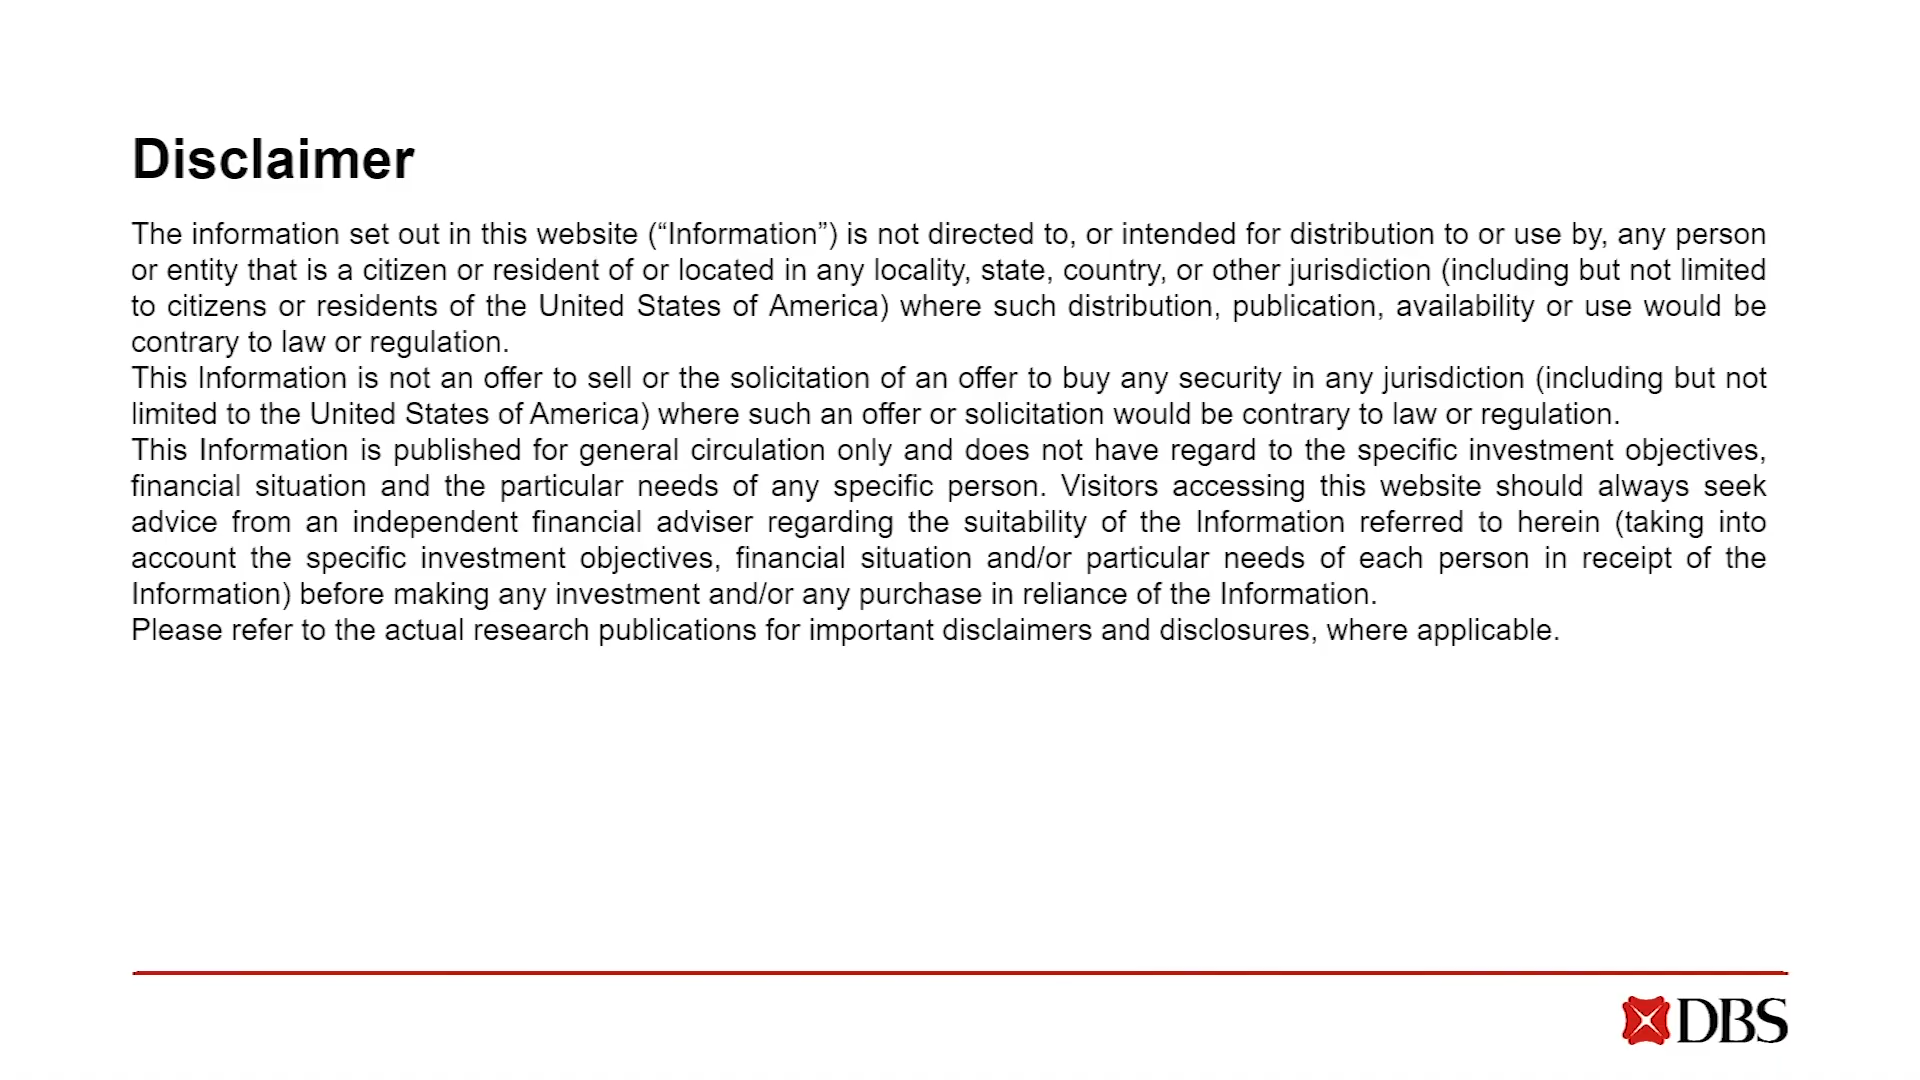 Disclaimer
The information set out in this website (“Information”) is not directed to, or intended for distribution to or use by, any person
or entity that is a citizen or resident of or located in any locality, state, country, or other jurisdiction (including but not limited
to citizens or residents of the United States of America) where such distribution, publication, availability or use would be
contrary to law or regulation.
This Information is not an offer to sell or the solicitation of an offer to buy any security in any jurisdiction (including but not
limited to the United States of America) where such an offer or solicitation would be contrary to law or regulation.
This Information is published for general circulation only and does not have regard to the specific investment objectives,
financial situation and the particular needs of any specific person. Visitors accessing this website should always seek
advice from an independent financial adviser regarding the suitability of the Information referred to herein (taking into
account the specific investment objectives, financial situation and/or particular needs of each person in receipt of the
Information) before making any investment and/or any purchase in reliance of the Information.
Please refer to the actual research publications for important disclaimers and disclosures, where applicable.
DBS